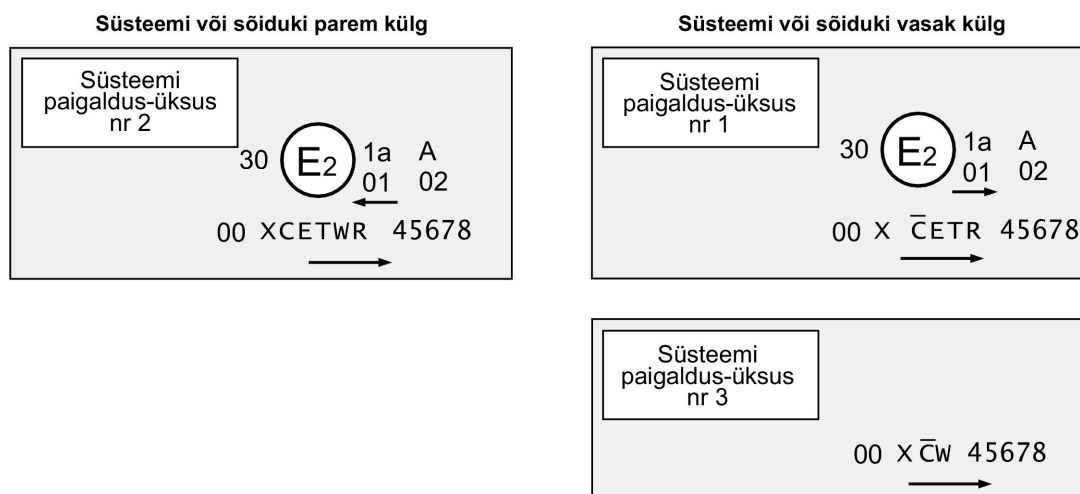 Süsteemi või sõiduki parem külg
Süsteemi
paigaldus-üksus
nr 2
30 E2 1a A
01 02
00 XCETWR 45678
Süsteemi või sõiduki vasak külg
Süsteemi
paigaldus-üksus
nr 1
30 E2 1a A
01 02
00 X C̅ETR 45678
Süsteemi
paigaldus-üksus
nr 3
00 XC̅W 45678